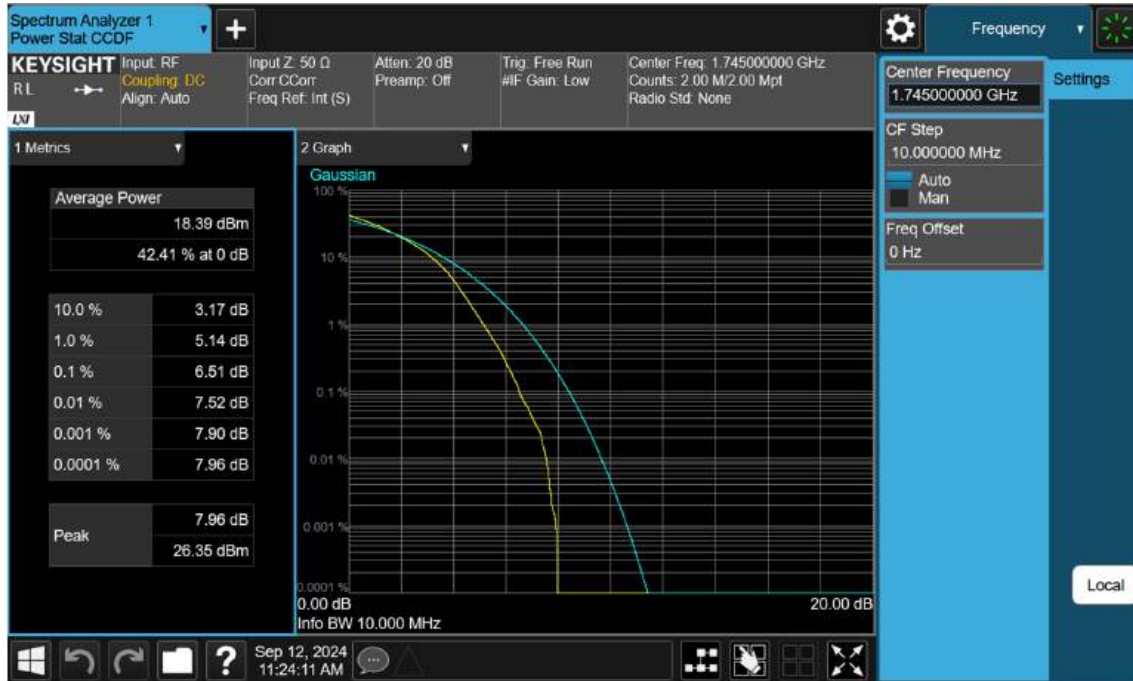 Spectrum Analyzer 1
Power Stat CCDF
Frequency
KEYSIGHT
R L
LXI
Input: RF
Coupling: DC
Align: Auto
Input Z: 50 Ω
Corr CCorr
Freq Ref: Int (S)
Atten: 20 dB
Preamp: Off
Trig: Free Run
#IF Gain: Low
Center Freq: 1.745000000 GHz
Counts: 2.00 M/2.00 Mpt
Radio Std: None
Center Frequency
1.745000000 GHz
Settings
CF Step
10.000000 MHz
Auto
Man
Freq Offset
0 Hz
1 Metrics
Average Power
18.39 dBm
42.41 % at 0 dB
10.0 % 3.17 dB
1.0 % 5.14 dB
0.1 % 6.51 dB
0.01 % 7.52 dB
0.001 % 7.90 dB
0.0001 % 7.96 dB
Peak
7.96 dB
26.35 dBm
2 Graph
Gaussian
100 %
10 %
1 %
0.1 %
0.01 %
0.001 %
0.0001 %
0.00 dB 20.00 dB
Info BW 10.000 MHz
Local
?
Sep 12, 2024
11:24:11 AM